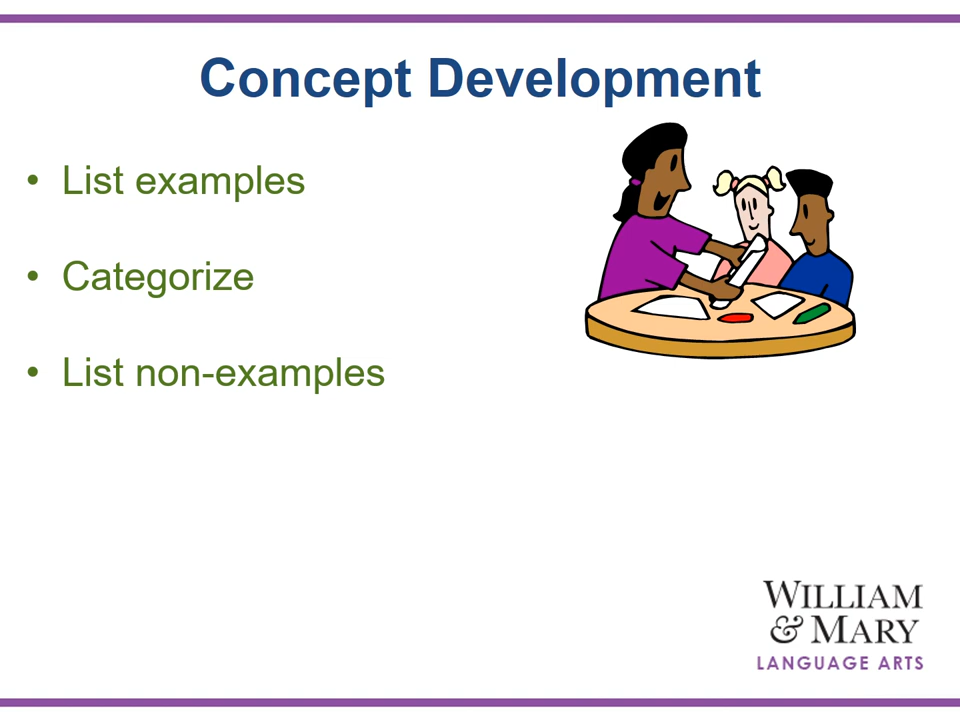 Concept Development
• List examples
• Categorize
• List non-examples
WILLIAM
& MARY
LANGUAGE ARTS